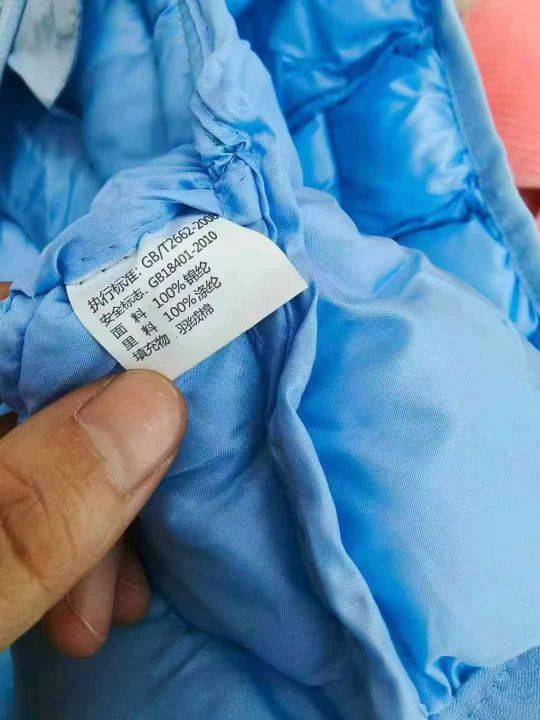 执行标准: GB/T2662-2008
安全标志: GB18401-2010
面 料 100% 锦纶
里 料 100% 涤纶
填充物: 羽绒棉